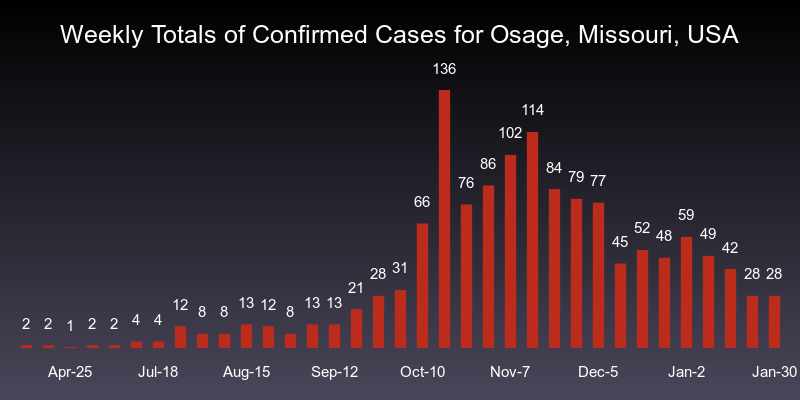 Weekly Totals of Confirmed Cases for Osage, Missouri, USA
2 2 1 2 2 4 4 12 8 8 13 12 8 13 13 21 28 31 66 136 76 86 102 114 84 79 77 45 52 48 59 49 42 28 28
Apr-25 Jul-18 Aug-15 Sep-12 Oct-10 Nov-7 Dec-5 Jan-2 Jan-30